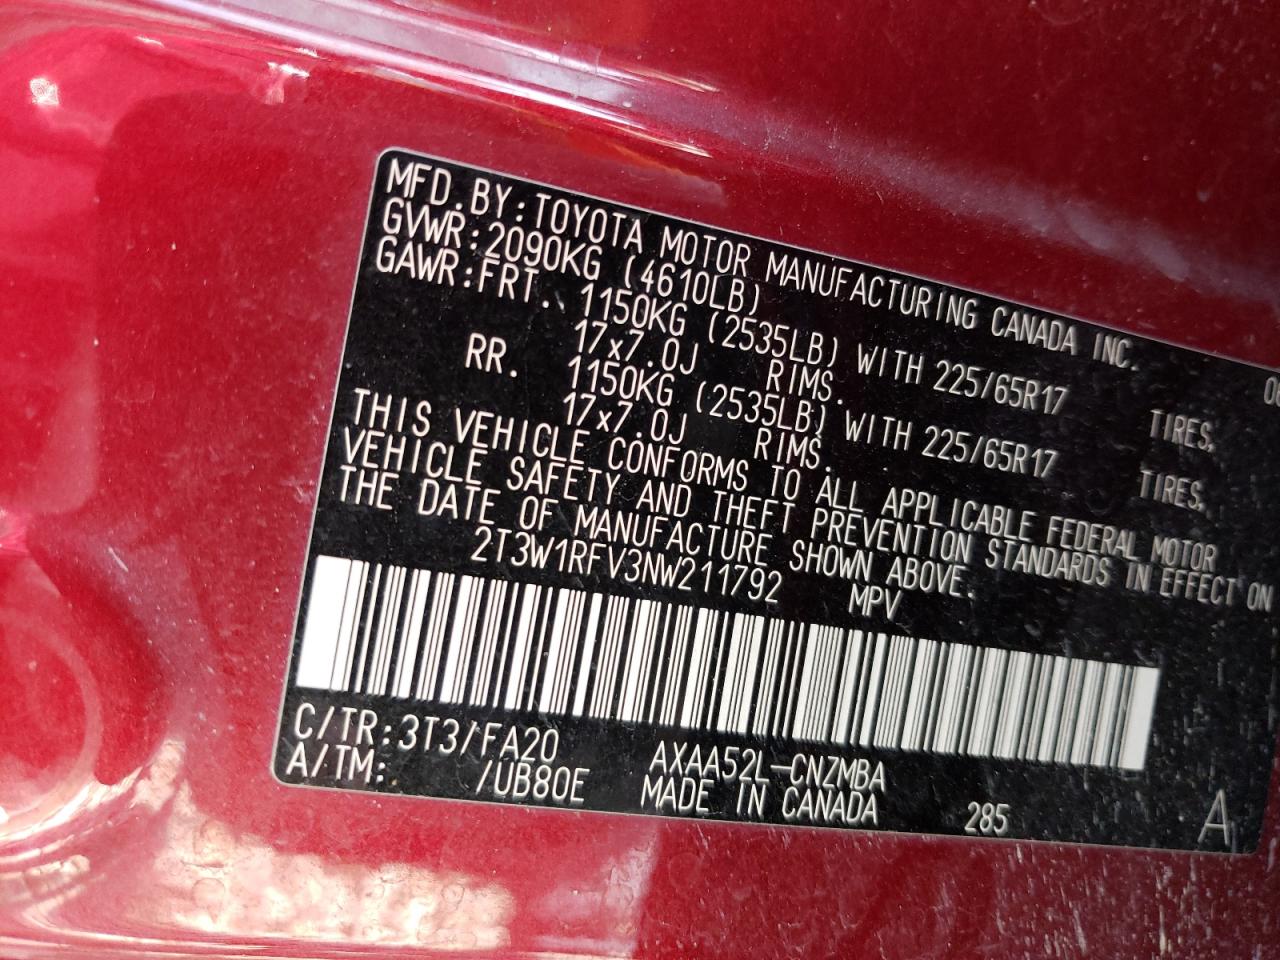 MFD.BY:TOYOTA MOTOR MANUFACTURING CANADA INC.
GVWR:2090KG (4610LB)
GAWR:FRT. 1150KG (2535LB) WITH 225/65R17 TIRES,
17x7.0J RIMS.
RR. 1150KG (2535LB) WITH 225/65R17 TIRES,
17x7.0J RIMS.
THIS VEHICLE CONFORMS TO ALL APPLICABLE FEDERAL MOTOR
VEHICLE SAFETY AND THEFT PREVENTION STANDARDS IN EFFECT ON
THE DATE OF MANUFACTURE SHOWN ABOVE.
2T3W1RFV3NW211792 MPV
C/TR:3T3/FA20 AXAA52L-CNZMBA
A/TM: /UB80E MADE IN CANADA 285 A